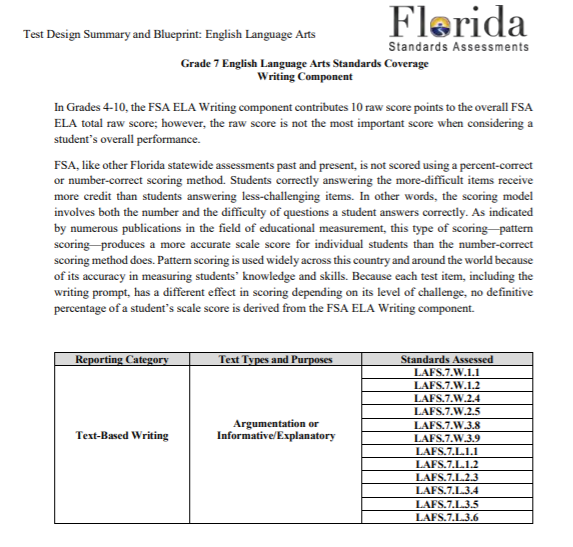 Test Design Summary and Blueprint: English Language Arts
Florida
Standards Assessments
Grade 7 English Language Arts Standards Coverage
Writing Component
In Grades 4-10, the FSA ELA Writing component contributes 10 raw score points to the overall FSA
ELA total raw score; however, the raw score is not the most important score when considering a
student's overall performance.
FSA, like other Florida statewide assessments past and present, is not scored using a percent-correct
or number-correct scoring method. Students correctly answering the more-difficult items receive
more credit than students answering less-challenging items. In other words, the scoring model
involves both the number and the difficulty of questions a student answers correctly. As indicated
by numerous publications in the field of educational measurement, this type of scoring—pattern
scoring—produces a more accurate scale score for individual students than the number-correct
scoring method does. Pattern scoring is used widely across this country and around the world because
of its accuracy in measuring students' knowledge and skills. Because each test item, including the
writing prompt, has a different effect in scoring depending on its level of challenge, no definitive
percentage of a student's scale score is derived from the FSA ELA Writing component.
Reporting Category Text Types and Purposes Standards Assessed
Text-Based Writing
Argumentation or
Informative/Explanatory
LAFS.7.W.1.1
LAFS.7.W.1.2
LAFS.7.W.2.4
LAFS.7.W.2.5
LAFS.7.W.3.8
LAFS.7.W.3.9
LAFS.7.L.1.1
LAFS.7.L.1.2
LAFS.7.L.2.3
LAFS.7.L.3.4
LAFS.7.L.3.5
LAFS.7.L.3.6